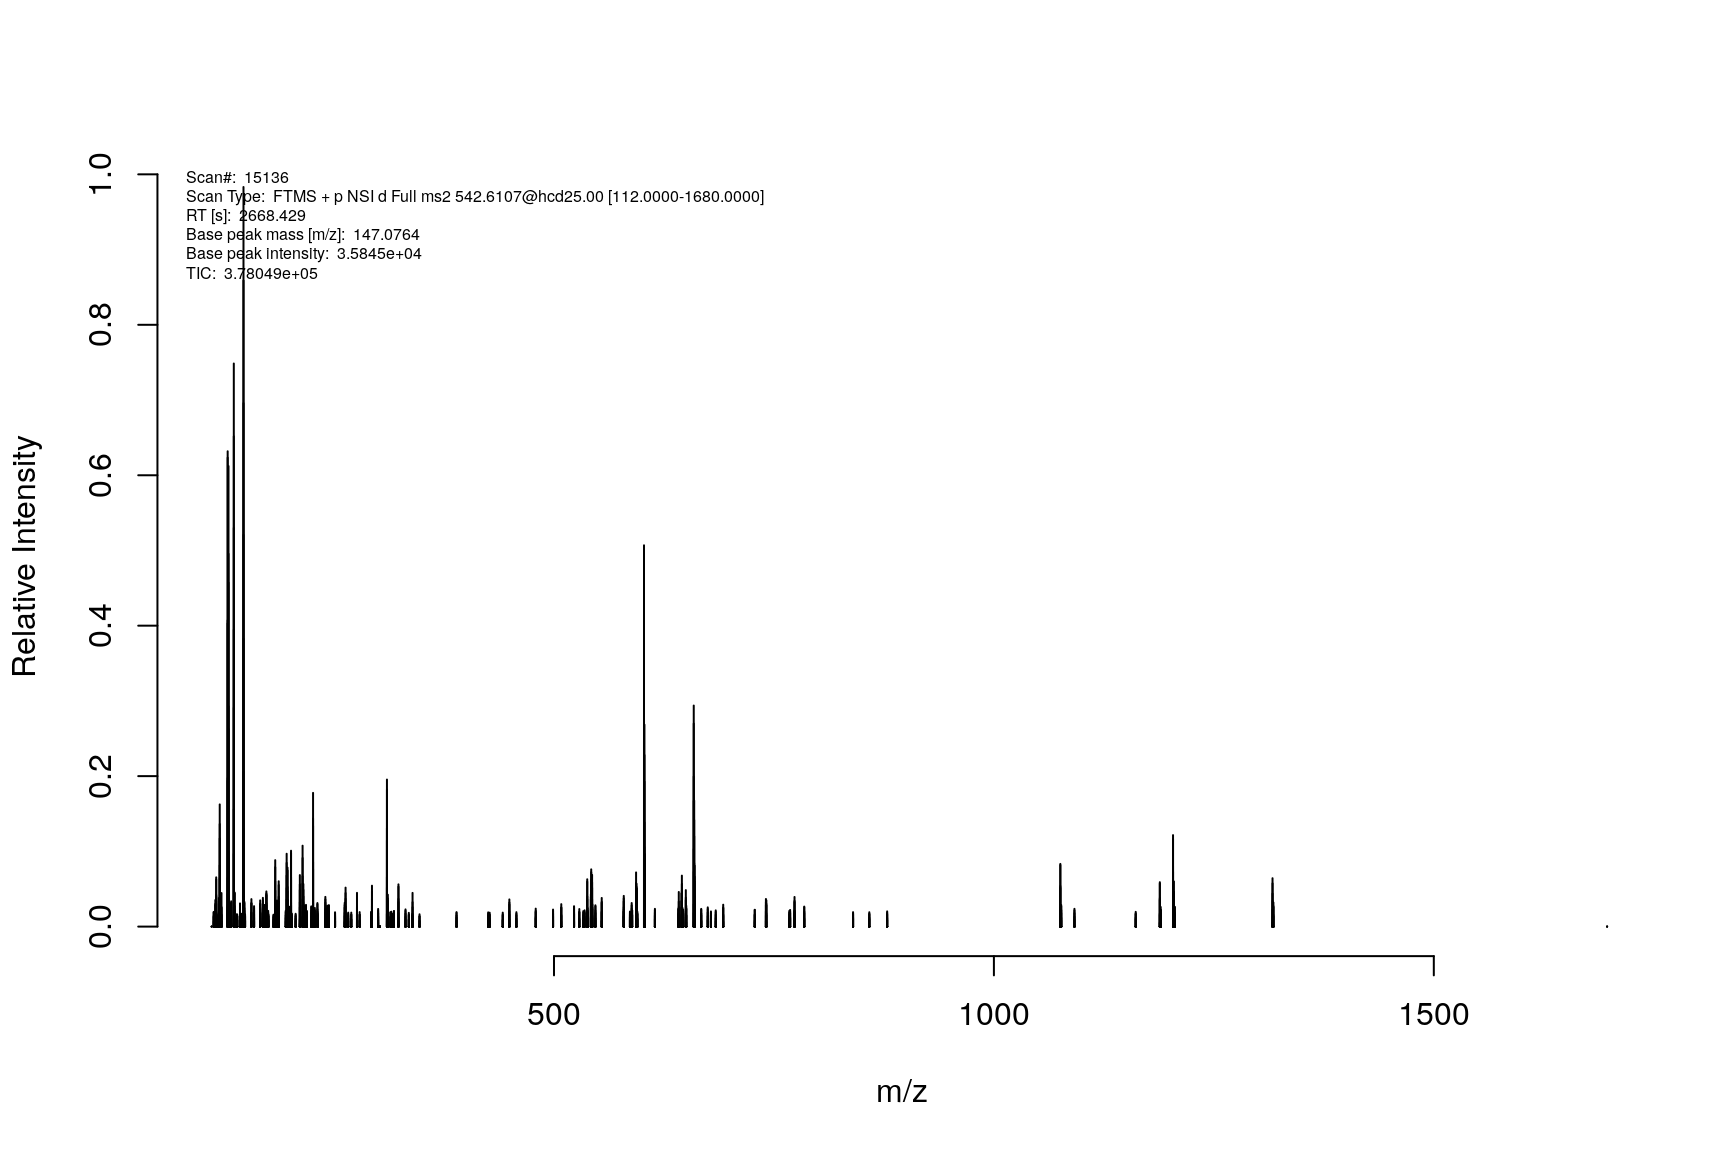 Scan#: 15136
Scan Type: FTMS + p NSI d Full ms2 542.6107@hcd25.00 [112.0000-1680.0000]
RT [s]: 2668.429
Base peak mass [m/z]: 147.0764
Base peak intensity: 3.5845e+04
TIC: 3.78049e+05
1.0
0.8
0.6
0.4
0.2
0.0
Relative Intensity
500 1000 1500
m/z